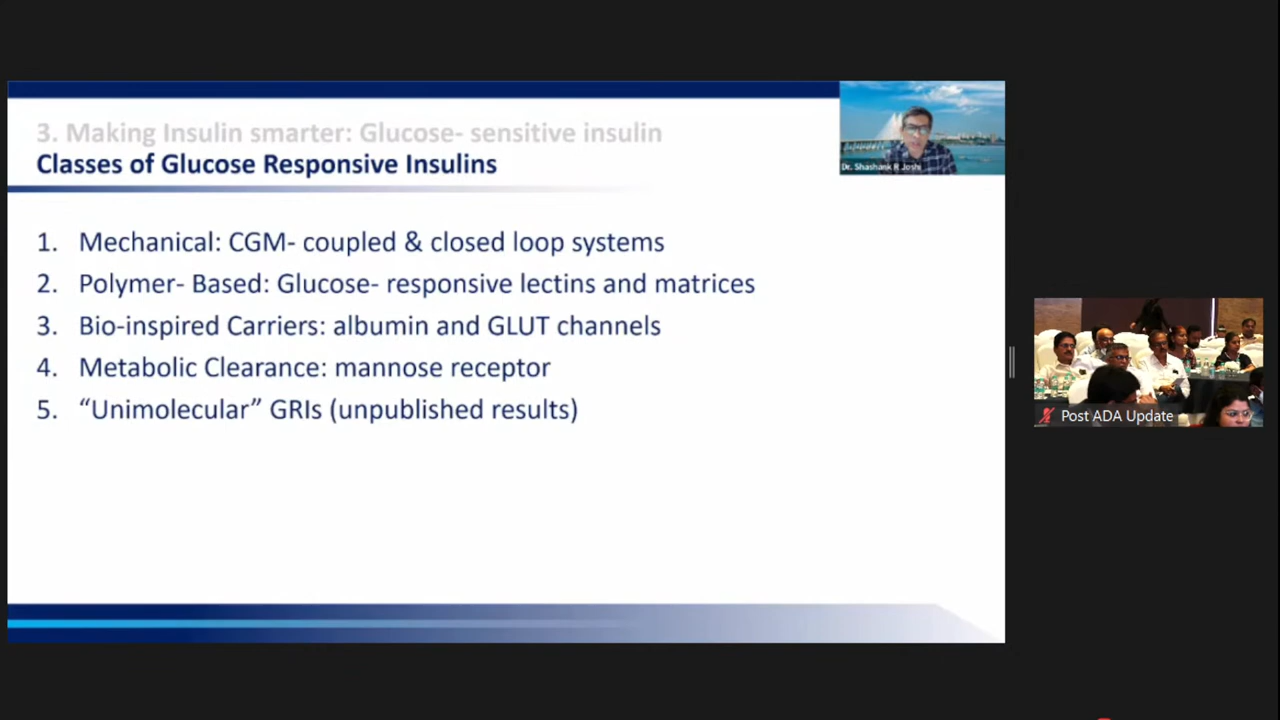 3. Making Insulin smarter: Glucose- sensitive insulin
Classes of Glucose Responsive Insulins
Dr. Shashank R Joshi
1. Mechanical: CGM- coupled & closed loop systems
2. Polymer- Based: Glucose- responsive lectins and matrices
3. Bio-inspired Carriers: albumin and GLUT channels
4. Metabolic Clearance: mannose receptor
5. “Unimolecular” GRIs (unpublished results)
Post ADA Update